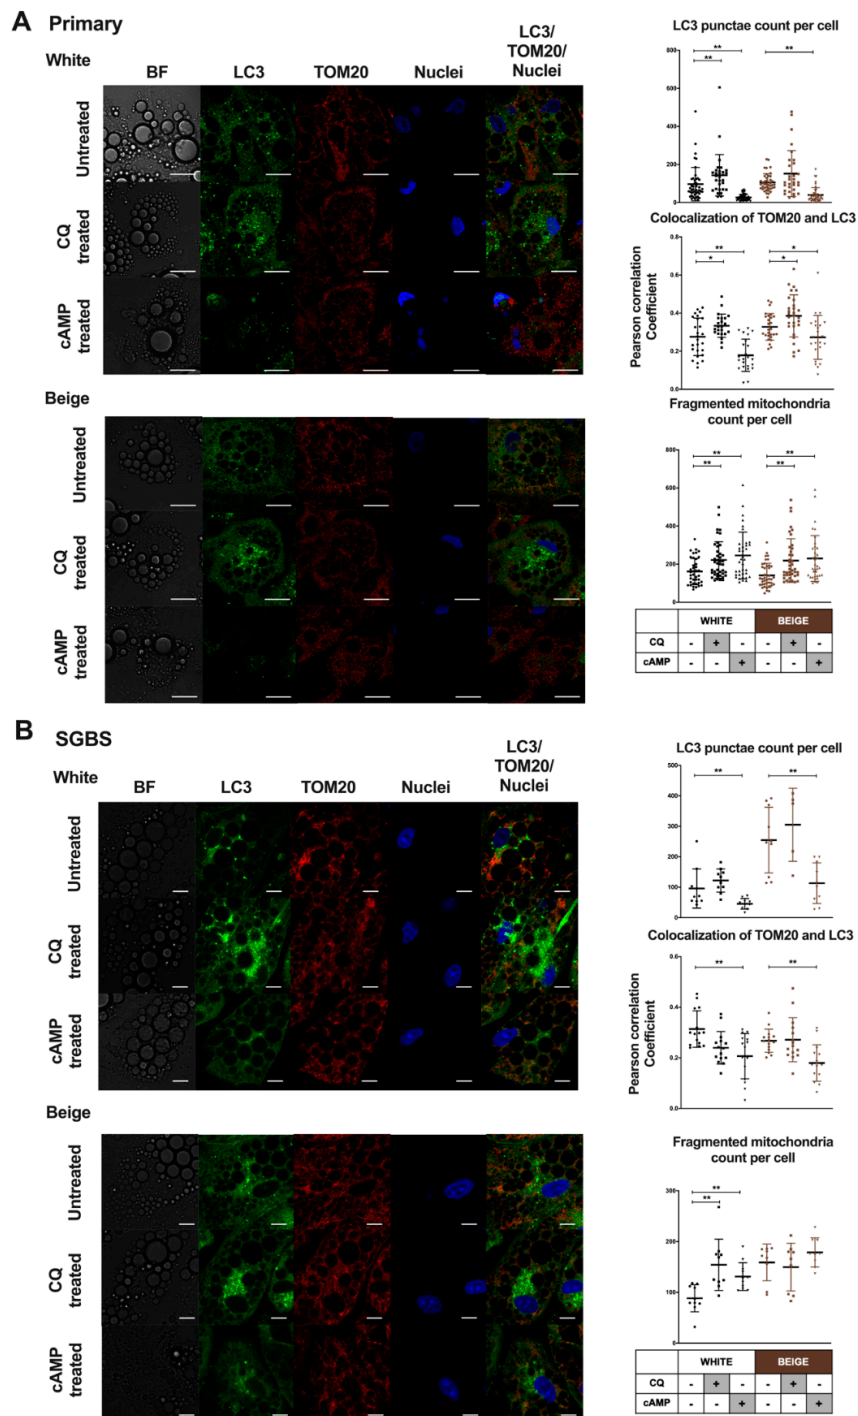 A Primary
White
BF LC3 TOM20 Nuclei LC3/
TOM20/
Nuclei
Untreated
CQ
treated
cAMP
treated
Beige
Untreated
CQ
treated
cAMP
treated
LC3 punctae count per cell
800
600
400
200
0
** ** **
Colocalization of TOM20 and LC3
Pearson correlation
Coefficient
0.8
0.6
0.4
0.2
0.0
** * * *
Fragmented mitochondria
count per cell
800
600
400
200
0
** ** ** **
WHITE BEIGE
CQ - + - - + -
cAMP - - + - - +
B SGBS
White
BF LC3 TOM20 Nuclei LC3/
TOM20/
Nuclei
Untreated
CQ
treated
cAMP
treated
Beige
Untreated
CQ
treated
cAMP
treated
LC3 punctae count per cell
500
400
300
200
100
0
** **
Colocalization of TOM20 and LC3
Pearson correlation
Coefficient
0.6
0.4
0.2
0.0
** **
Fragmented mitochondria
count per cell
300
200
100
0
** **
WHITE BEIGE
CQ - + - - + -
cAMP - - + - - +